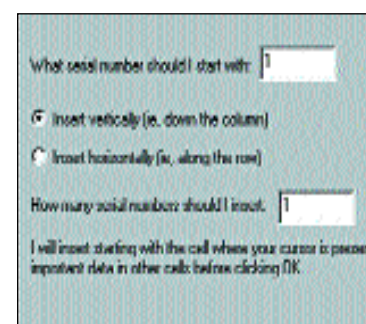 What serial number should I start with: 1
Insert vertically (ie. down the column)
Insert horizontally (ie, along the row)
How many serial numbers should I insert. 1
I will insert starting with the cell where your cursor is
important data in other cells before clicking OK